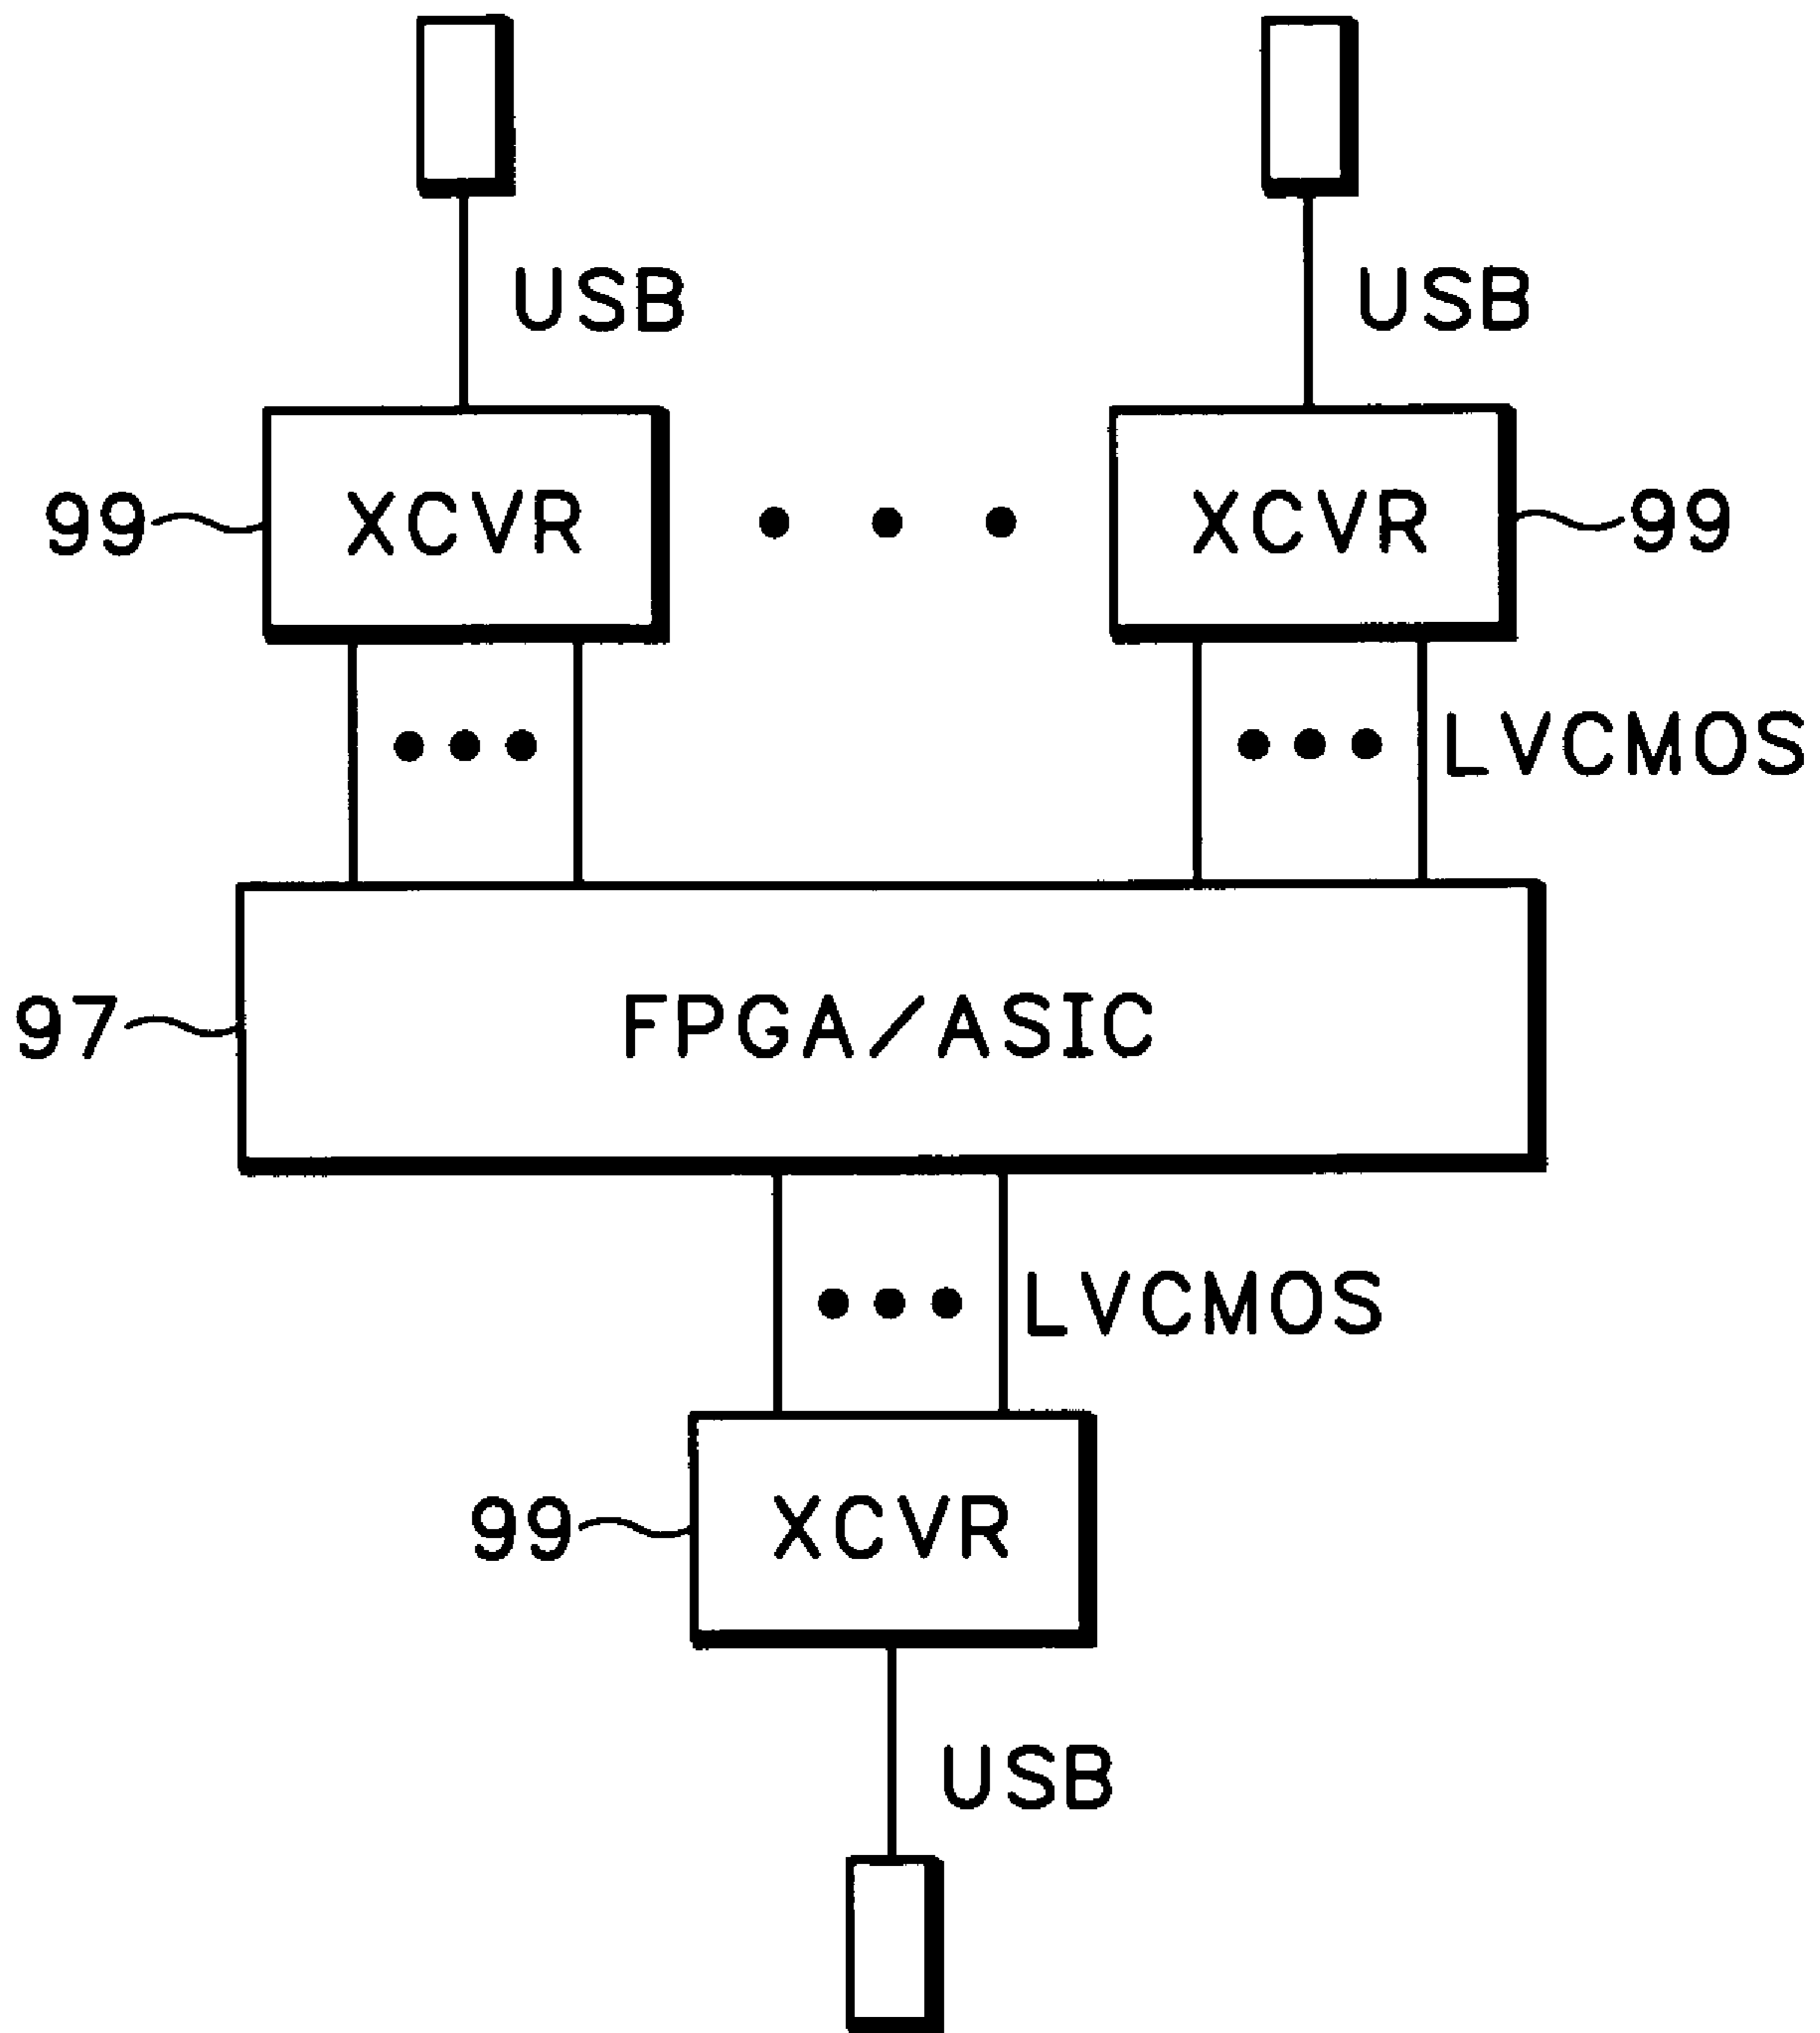 USB USB
99 XCVR XCVR 99
LVCMOS
97 FPGA/ASIC
LVCMOS
99 XCVR
USB